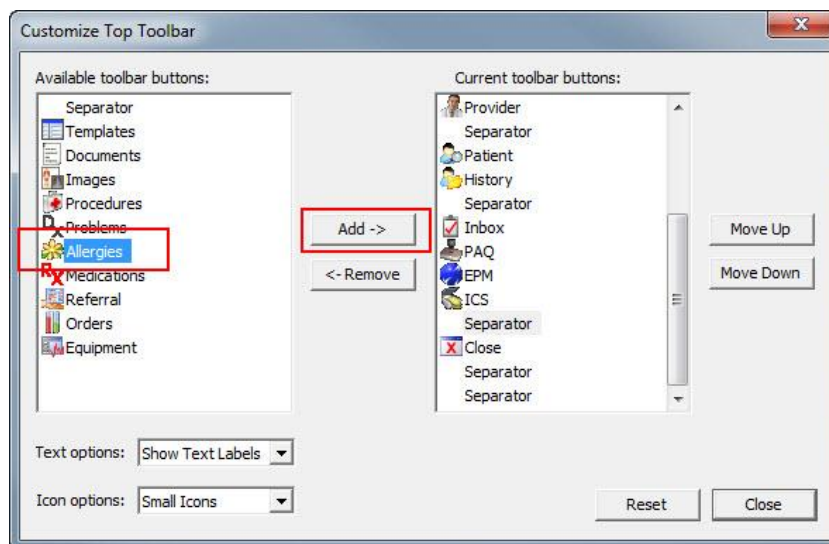 Customize Top Toolbar
Available toolbar buttons:
Separator
Templates
Documents
Images
Procedures
Problems
Allergies
Medications
Referral
Orders
Equipment
Add ->
<- Remove
Current toolbar buttons:
Provider
Separator
Patient
History
Separator
Inbox
PAQ
EPM
ICS
Separator
Close
Separator
Separator
Move Up
Move Down
Text options: Show Text Labels
Icon options: Small Icons
Reset
Close